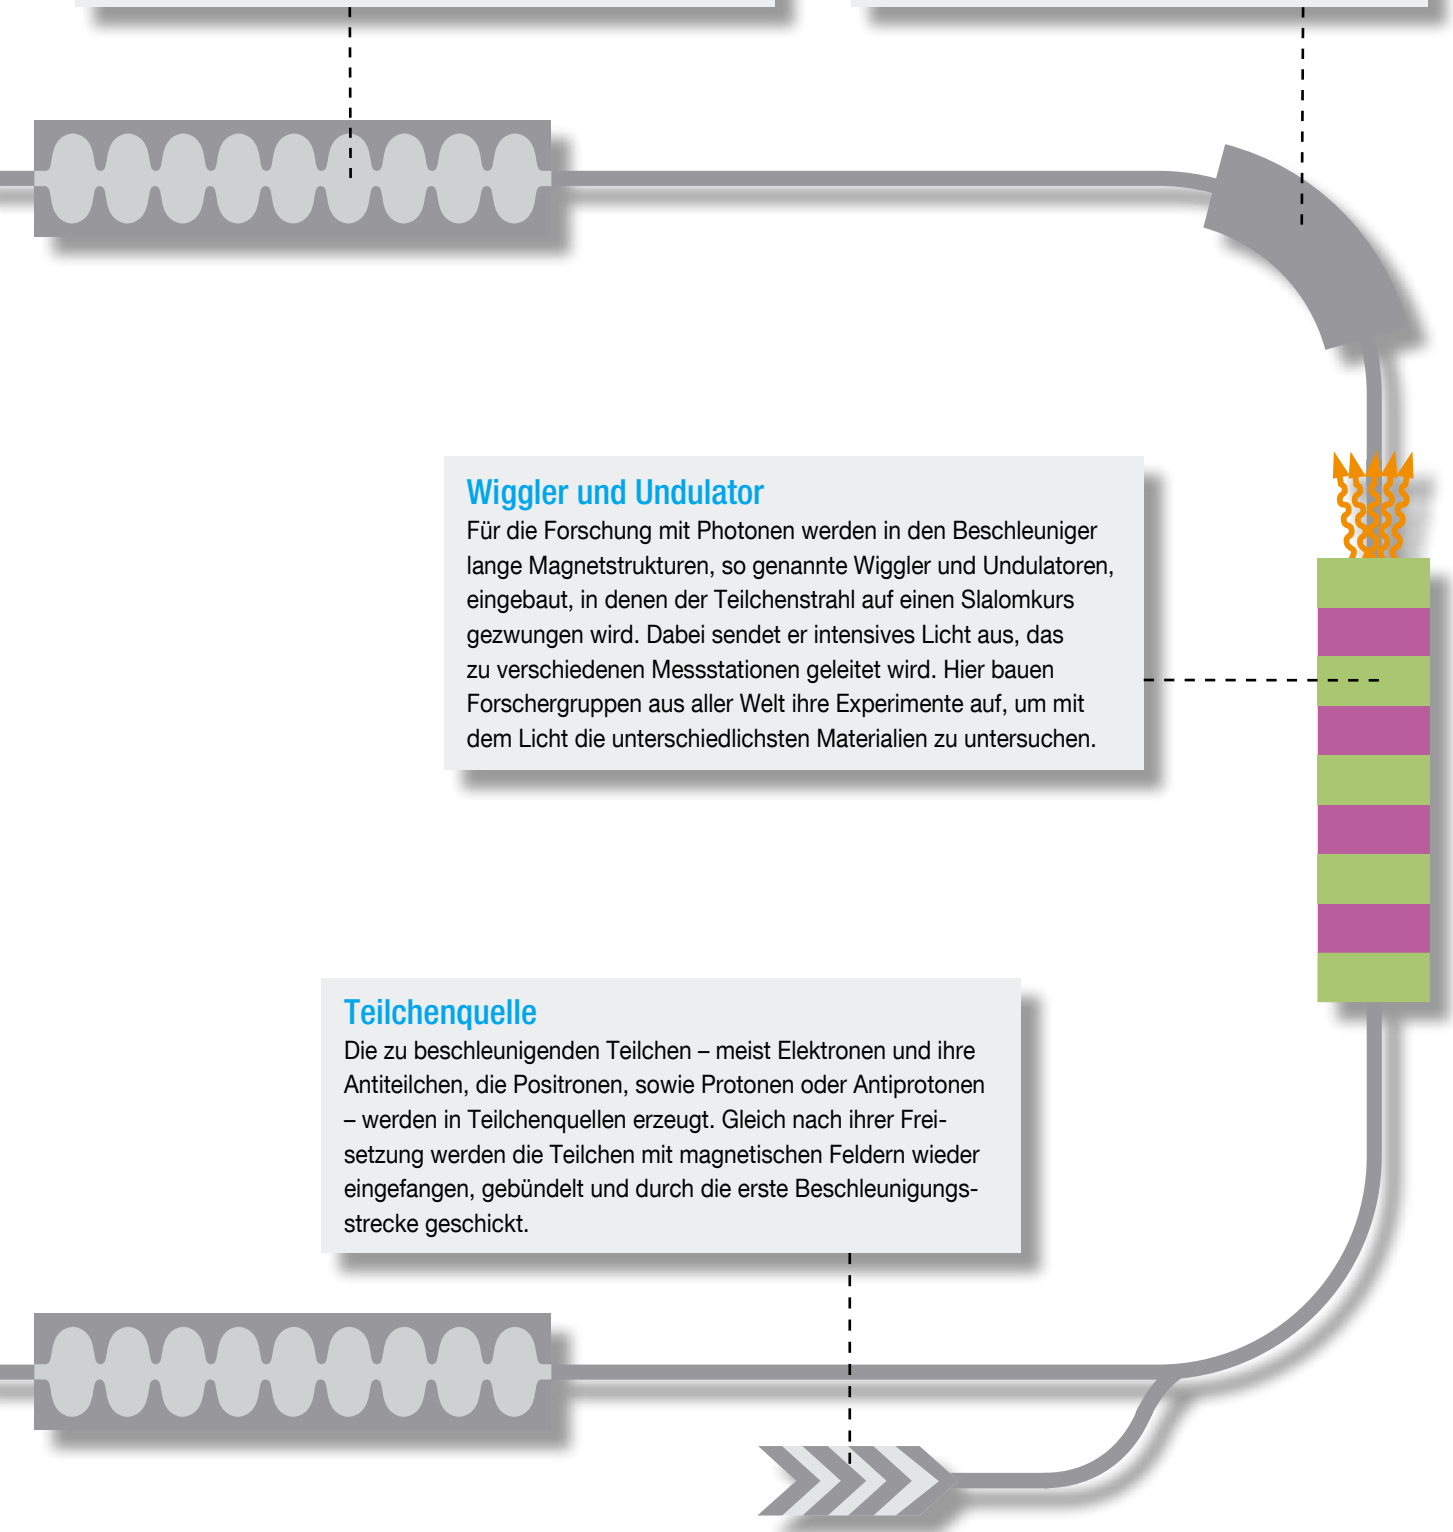 Wiggler und Undulator
Für die Forschung mit Photonen werden in den Beschleuniger
lange Magnetstrukturen, so genannte Wiggler und Undulatoren,
eingebaut, in denen der Teilchenstrahl auf einen Slalomkurs
gezwungen wird. Dabei sendet er intensives Licht aus, das
zu verschiedenen Messstationen geleitet wird. Hier bauen
Forschergruppen aus aller Welt ihre Experimente auf, um mit
dem Licht die unterschiedlichsten Materialien zu untersuchen.
Teilchenquelle
Die zu beschleunigenden Teilchen – meist Elektronen und ihre
Antiteilchen, die Positronen, sowie Protonen oder Antiprotonen
– werden in Teilchenquellen erzeugt. Gleich nach ihrer Frei-
setzung werden die Teilchen mit magnetischen Feldern wieder
eingefangen, gebündelt und durch die erste Beschleunigungs-
strecke geschickt.